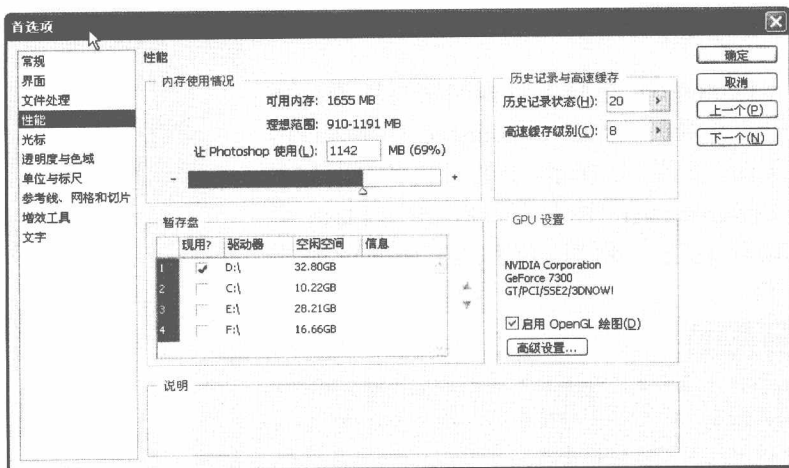 首选项
常规
界面
文件处理
性能
光标
透明度与色域
单位与标尺
参考线、网格和切片
增效工具
文字
性能
内存使用情况
可用内存: 1655 MB
理想范围: 910-1191 MB
让 Photoshop 使用(L): 1142 MB (69%)
- +
历史记录与高速缓存
历史记录状态(H): 20
高速缓存级别(C): 8
确定
取消
上一个(P)
下一个(N)
暂存盘
现用? 驱动器 空闲空间 信息
1 D:\ 32.80GB
2 C:\ 10.22GB
3 E:\ 28.21GB
4 F:\ 16.66GB
GPU 设置
NVIDIA Corporation
GeForce 7300
GT/PCI/SSE2/3DNOW!
启用 OpenGL 绘图(D)
高级设置...
说明